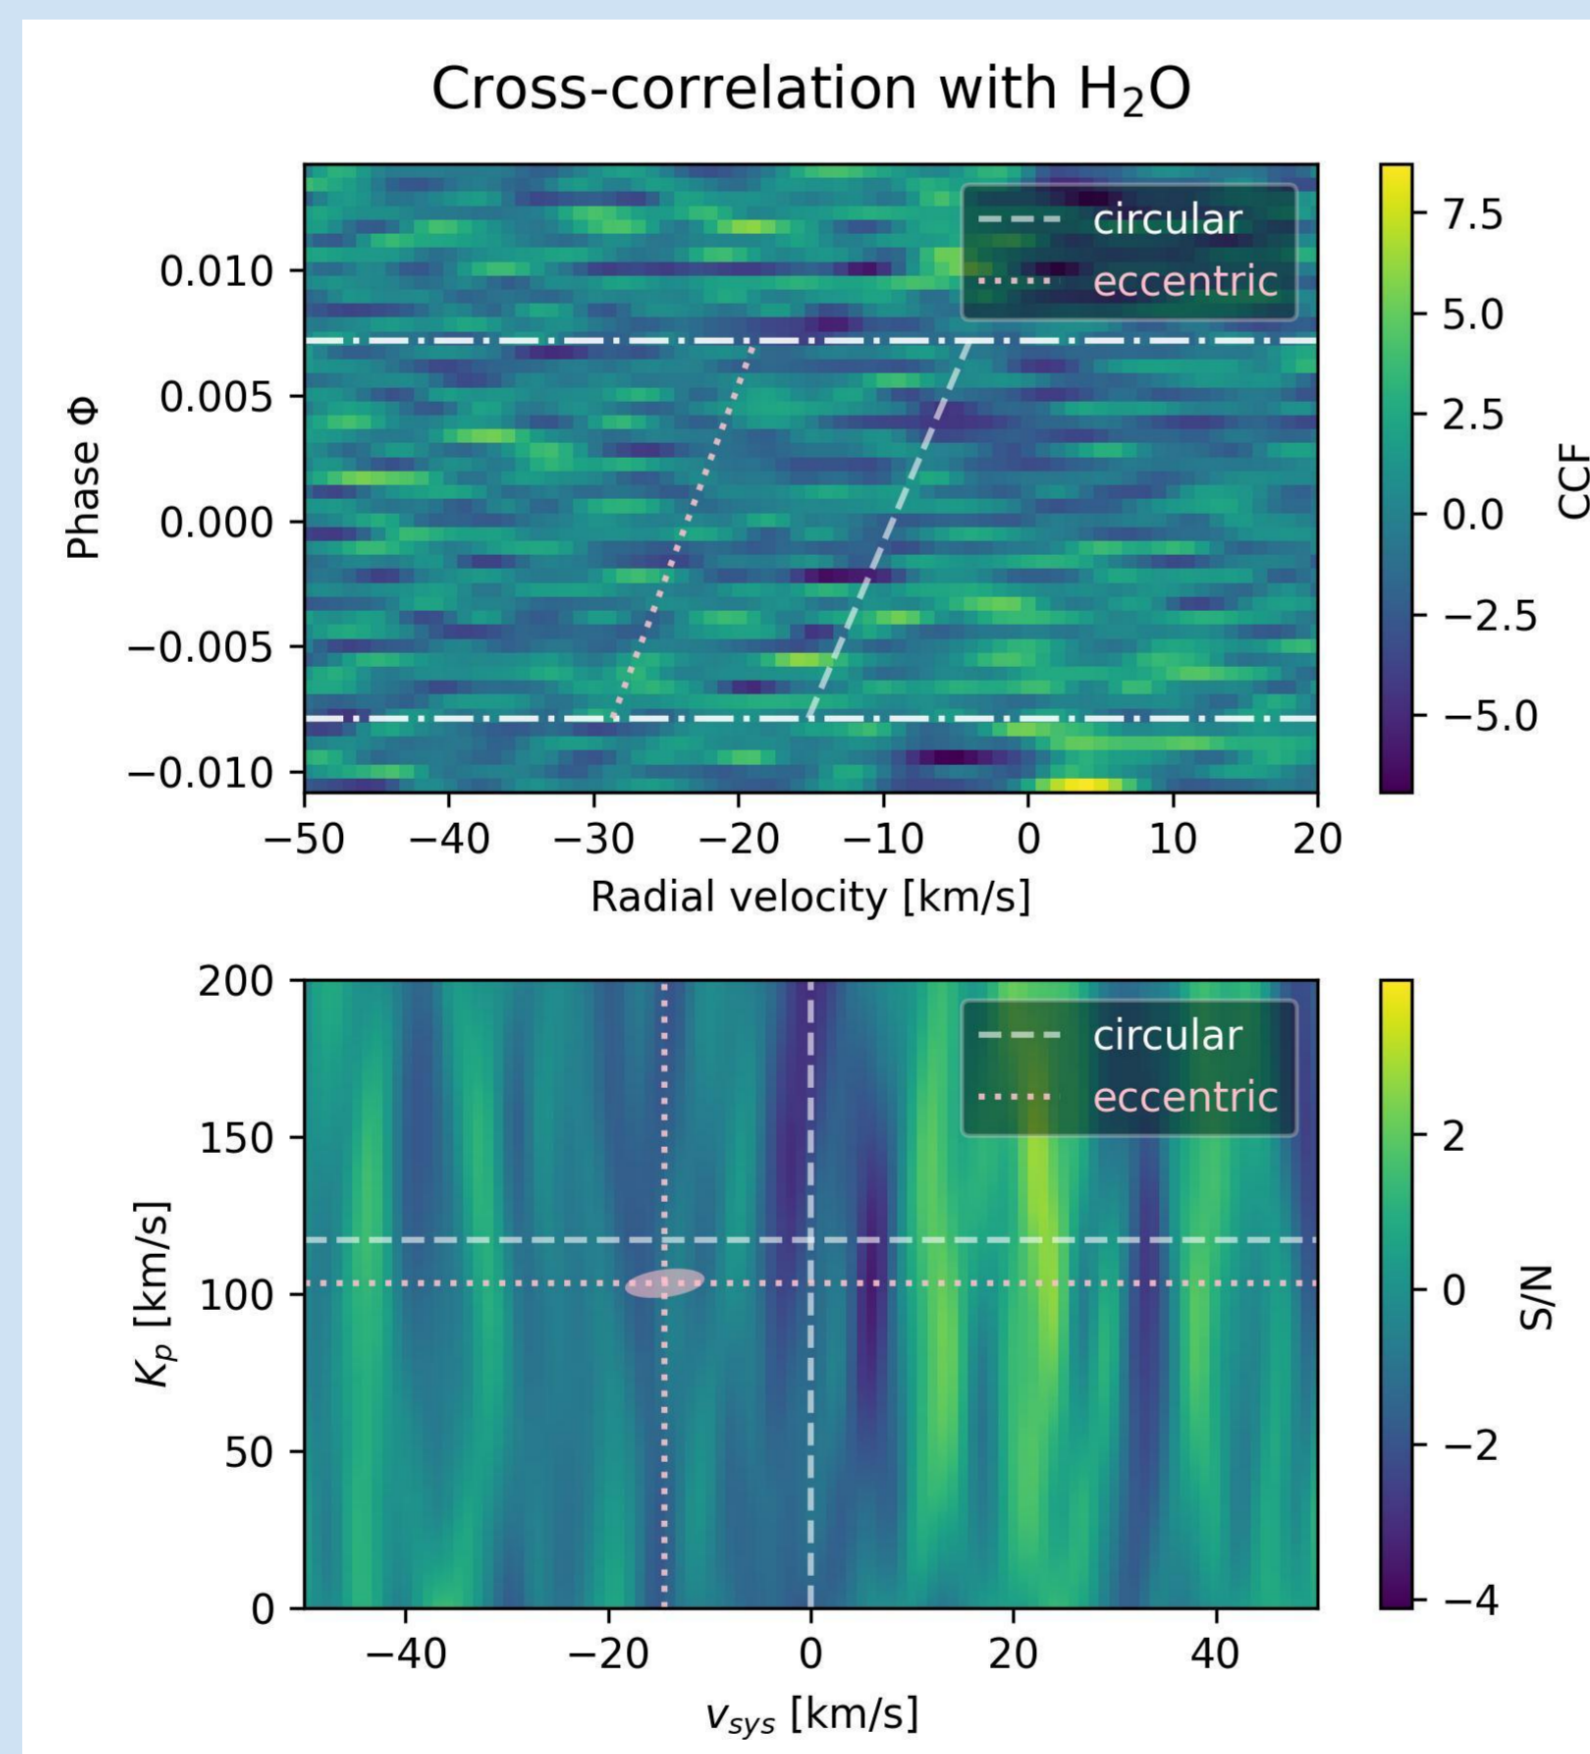 Cross-correlation with H₂O
circular
eccentric
0.010
0.005
0.000
−0.005
−0.010
Phase Φ
−50 −40 −30 −20 −10 0 10 20
Radial velocity [km/s]
7.5
5.0
2.5
0.0
−2.5
−5.0
CCF
circular
eccentric
200
150
100
50
0
Kₚ [km/s]
−40 −20 0 20 40
v_sys [km/s]
2
0
−2
−4
S/N